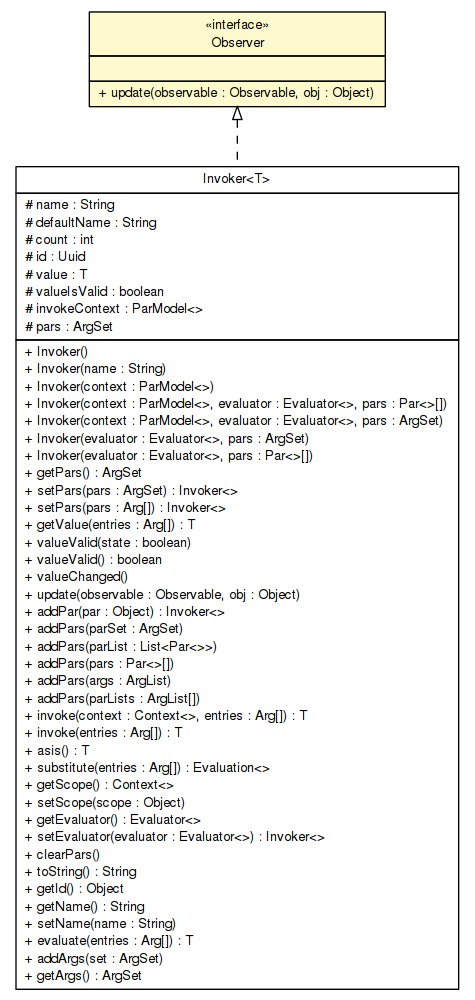 «interface»
Observer
+ update(observable : Observable, obj : Object)
Invoker<T>
# name : String
# defaultName : String
# count : int
# id : Uuid
# value : T
# valueIsValid : boolean
# invokeContext : ParModel<>
# pars : ArgSet
+ Invoker()
+ Invoker(name : String)
+ Invoker(context : ParModel<>)
+ Invoker(context : ParModel<>, evaluator : Evaluator<>, pars : Par<>[])
+ Invoker(context : ParModel<>, evaluator : Evaluator<>, pars : ArgSet)
+ Invoker(evaluator : Evaluator<>, pars : ArgSet)
+ Invoker(evaluator : Evaluator<>, pars : Par<>[])
+ getPars() : ArgSet
+ setPars(pars : ArgSet) : Invoker<>
+ setPars(pars : Arg[]) : Invoker<>
+ getValue(entries : Arg[]) : T
+ valueValid(state : boolean)
+ valueValid() : boolean
+ valueChanged()
+ update(observable : Observable, obj : Object)
+ addPar(par : Object) : Invoker<>
+ addPars(parSet : ArgSet)
+ addPars(parList : List<Par<>>)
+ addPars(pars : Par<>[])
+ addPars(args : ArgList)
+ addPars(parLists : ArgList[])
+ invoke(context : Context<>, entries : Arg[]) : T
+ invoke(entries : Arg[]) : T
+ asis() : T
+ substitute(entries : Arg[]) : Evaluation<>
+ getScope() : Context<>
+ setScope(scope : Object)
+ getEvaluator() : Evaluator<>
+ setEvaluator(evaluator : Evaluator<>) : Invoker<>
+ clearPars()
+ toString() : String
+ getId() : Object
+ getName() : String
+ setName(name : String)
+ evaluate(entries : Arg[]) : T
+ addArgs(set : ArgSet)
+ getArgs() : ArgSet